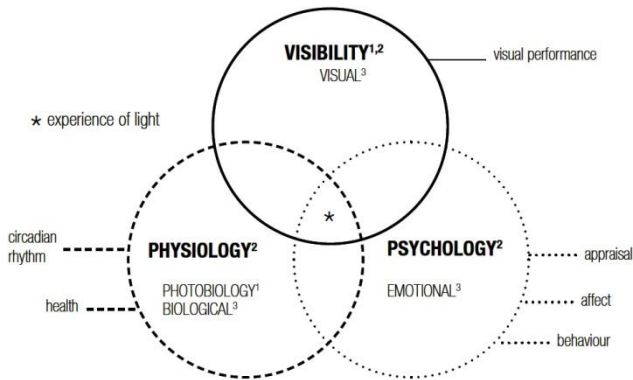 VISIBILITY¹,²
VISUAL³
visual performance
* experience of light
circadian
rhythm
PHYSIOLOGY²
PSYCHOLOGY²
*
appraisal
health
PHOTOBIOLOGY¹
BIOLOGICAL³
EMOTIONAL³
affect
behaviour